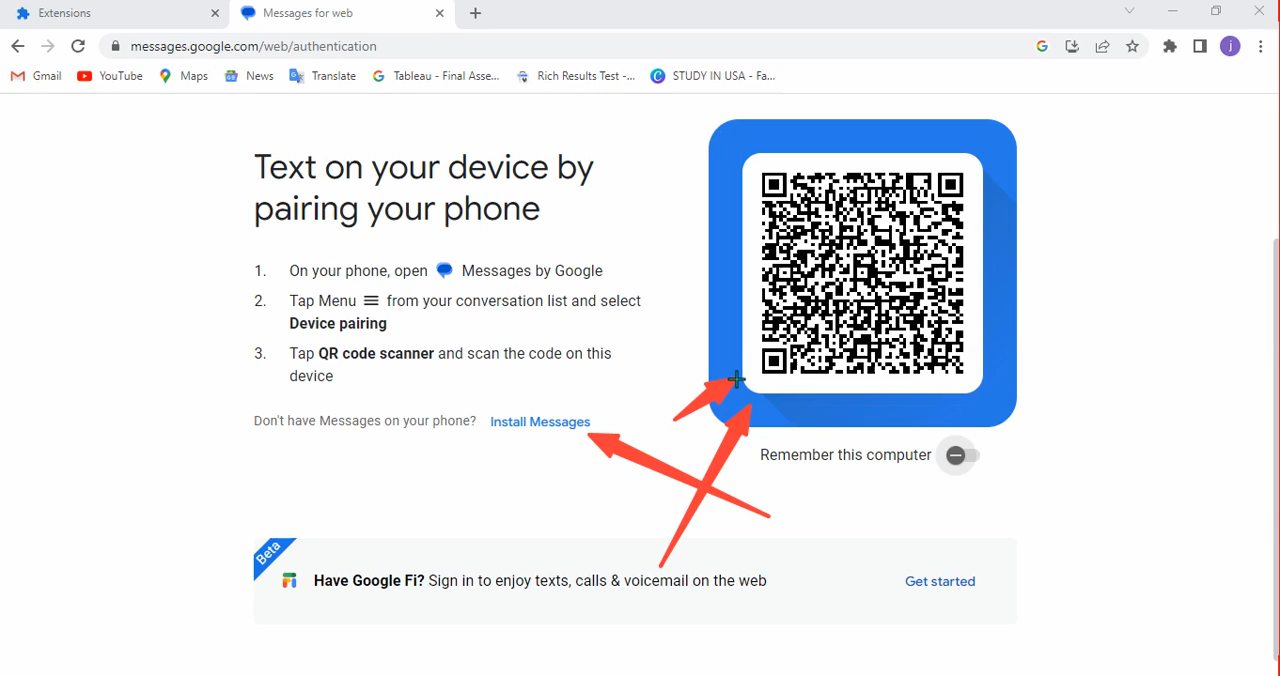 Extensions
Messages for web
messages.google.com/web/authentication
j
Gmail
YouTube
Maps
News
Translate
Tableau - Final Asse...
Rich Results Test -...
STUDY IN USA - Fa...
Text on your device by
pairing your phone
1. On your phone, open Messages by Google
2. Tap Menu from your conversation list and select
Device pairing
3. Tap QR code scanner and scan the code on this
device
Don't have Messages on your phone? Install Messages
Remember this computer
Beta
Have Google Fi? Sign in to enjoy texts, calls & voicemail on the web
Get started